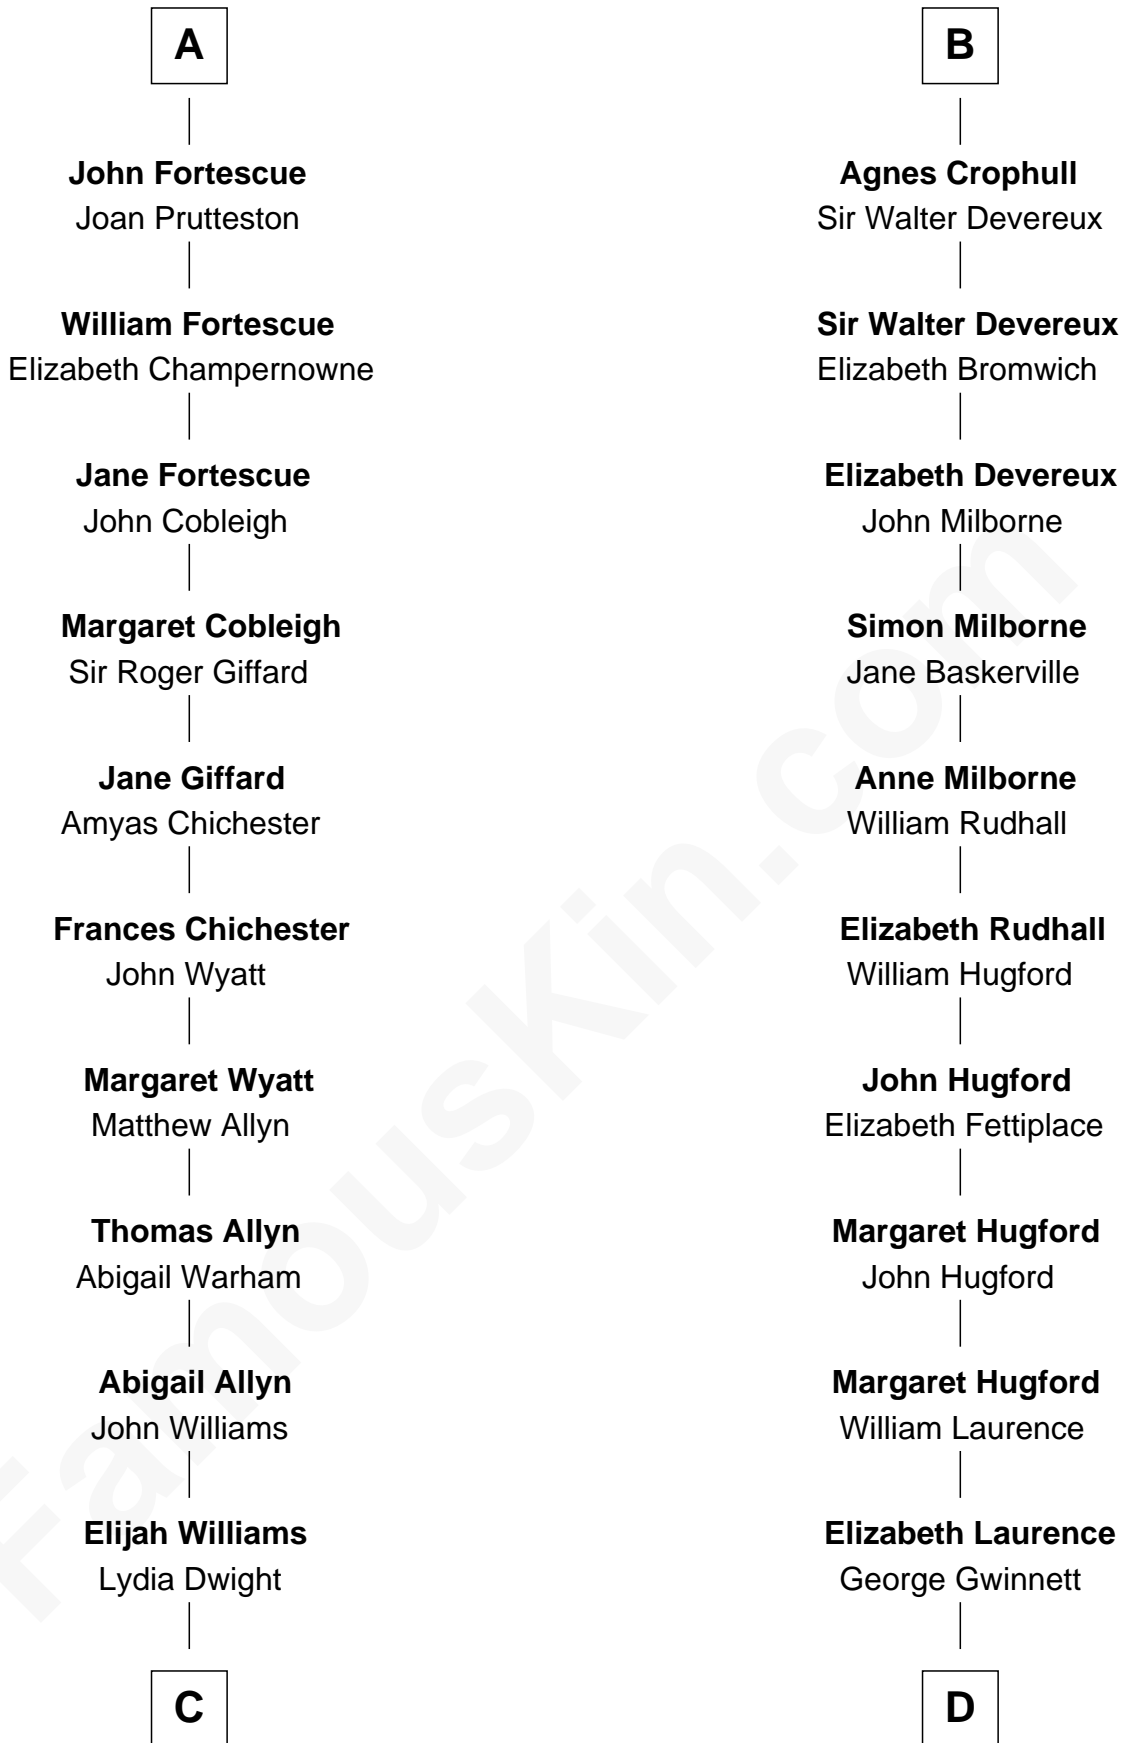 A
John Fortescue
Joan Prutteston
William Fortescue
Elizabeth Champernowne
Jane Fortescue
John Cobleigh
Margaret Cobleigh
Sir Roger Giffard
Jane Giffard
Amyas Chichester
Frances Chichester
John Wyatt
Margaret Wyatt
Matthew Allyn
Thomas Allyn
Abigail Warham
Abigail Allyn
John Williams
Elijah Williams
Lydia Dwight
C
B
Agnes Crophull
Sir Walter Devereux
Sir Walter Devereux
Elizabeth Bromwich
Elizabeth Devereux
John Milborne
Simon Milborne
Jane Baskerville
Anne Milborne
William Rudhall
Elizabeth Rudhall
William Hugford
John Hugford
Elizabeth Fettiplace
Margaret Hugford
John Hugford
Margaret Hugford
William Laurence
Elizabeth Laurence
George Gwinnett
D
FamousKin.com